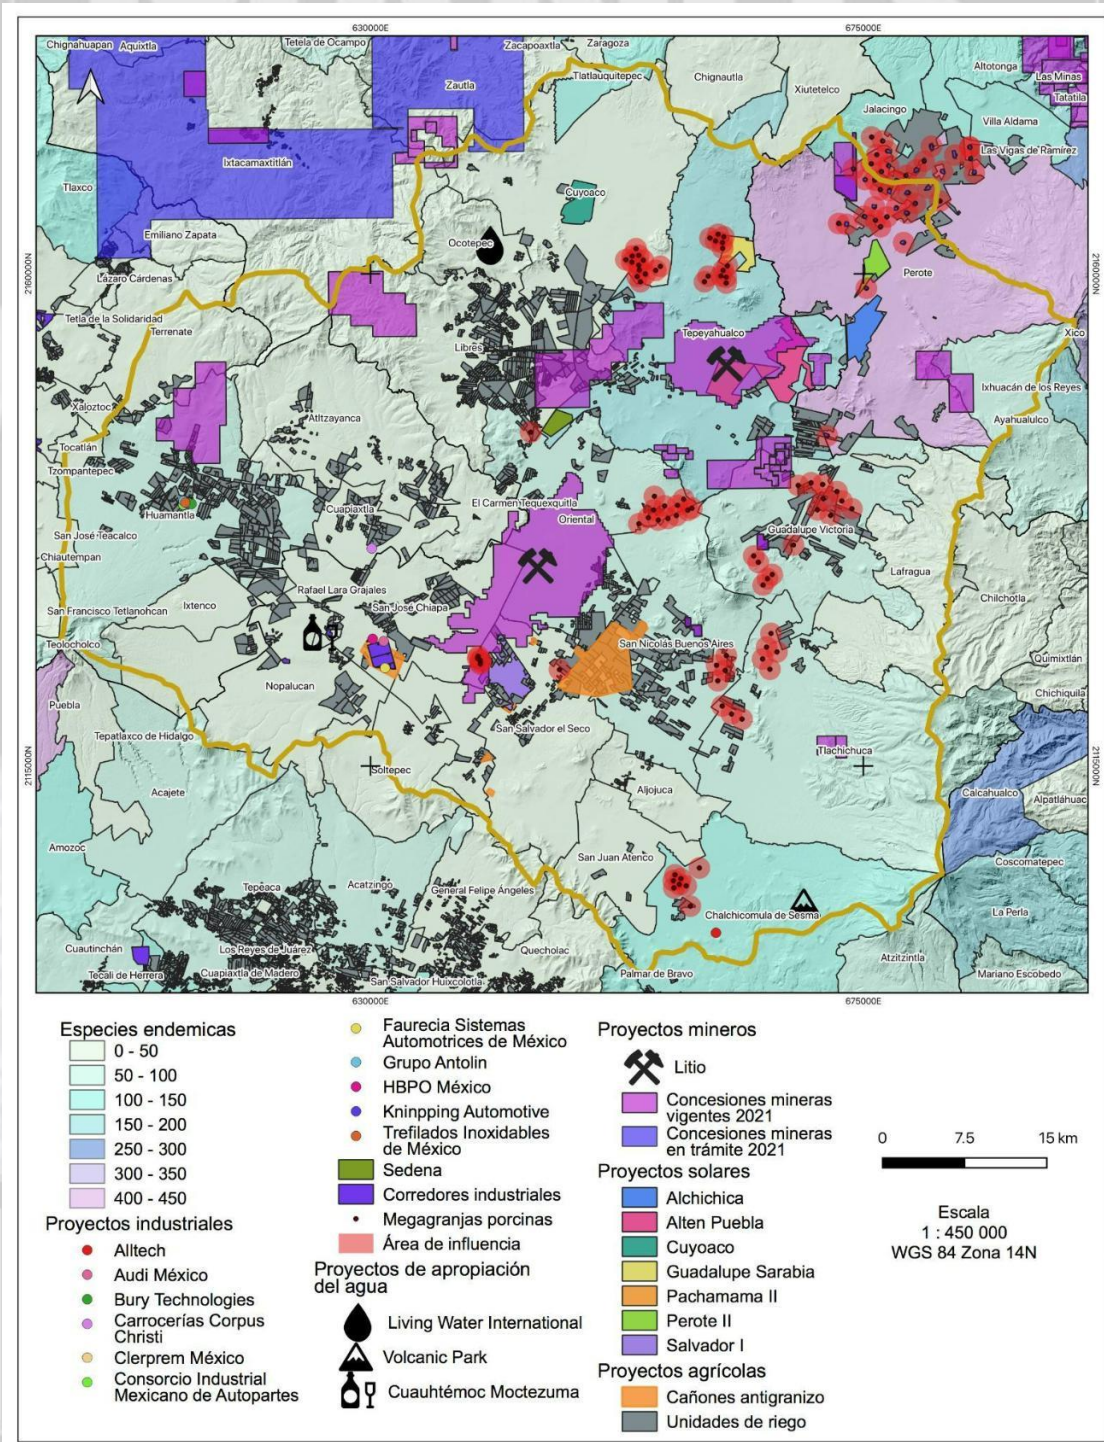 630000E
675000E
Chignahuapan
Aquixtla
Tetela de Ocampo
Zacapoaxtla
Zaragoza
Tlatlauquitepec
Chignautla
Xiutetelco
Altotonga
Las Minas
Tatatila
Zautla
Jalacingo
Villa Aldama
Las Vigas de Ramírez
Ixtacamaxtitlán
Tlaxco
Cuyoaco
Emiliano Zapata
Ocotepec
Lázaro Cárdenas
Perote
2160000N
2160000N
Tetla de la Solidaridad
Terrenate
Libres
Tepeyahualco
Xico
Ixhuacán de los Reyes
Xaloztoc
Atltzayanca
Ayahualulco
Tocatlán
Tzompantepec
Huamantla
Cuapiaxtla
El Carmen Tequexquitla
Oriental
Guadalupe Victoria
San José Teacalco
Chiautempan
Lafragua
Rafael Lara Grajales
San José Chiapa
Chilchotla
San Francisco Tetlanohcan
Ixtenco
Teolocholco
San Nicolás Buenos Aires
Quimixtlán
Nopalucan
Chichiquila
Puebla
Tepatlaxco de Hidalgo
San Salvador el Seco
Tlachichuca
2115000N
2115000N
Soltepec
Acajete
Aljojuca
Calcahualco
Alpatláhuac
Amozoc
San Juan Atenco
Coscomatepec
Tepeaca
Acatzingo
General Felipe Ángeles
Chalchicomula de Sesma
La Perla
Cuautinchán
Los Reyes de Juárez
Quecholac
Atzitzintla
Tecali de Herrera
Cuapiaxtla de Madero
San Salvador Huixcolotla
Palmar de Bravo
Mariano Escobedo
630000E
675000E
Especies endemicas
0 - 50
50 - 100
100 - 150
150 - 200
250 - 300
300 - 350
400 - 450
Proyectos industriales
Alltech
Audi México
Bury Technologies
Carrocerías Corpus
Christi
Clerprem México
Consorcio Industrial
Mexicano de Autopartes
Faurecia Sistemas
Automotrices de México
Grupo Antolin
HBPO México
Kninpping Automotive
Trefilados Inoxidables
de México
Sedena
Corredores industriales
Megagranjas porcinas
Área de influencia
Proyectos de apropiación
del agua
Living Water International
Volcanic Park
Cuauhtémoc Moctezuma
Proyectos mineros
Litio
Concesiones mineras
vigentes 2021
Concesiones mineras
en trámite 2021
Proyectos solares
Alchichica
Alten Puebla
Cuyoaco
Guadalupe Sarabia
Pachamama II
Perote II
Salvador I
Proyectos agrícolas
Cañones antigranizo
Unidades de riego
0 7.5 15 km
Escala
1 : 450 000
WGS 84 Zona 14N